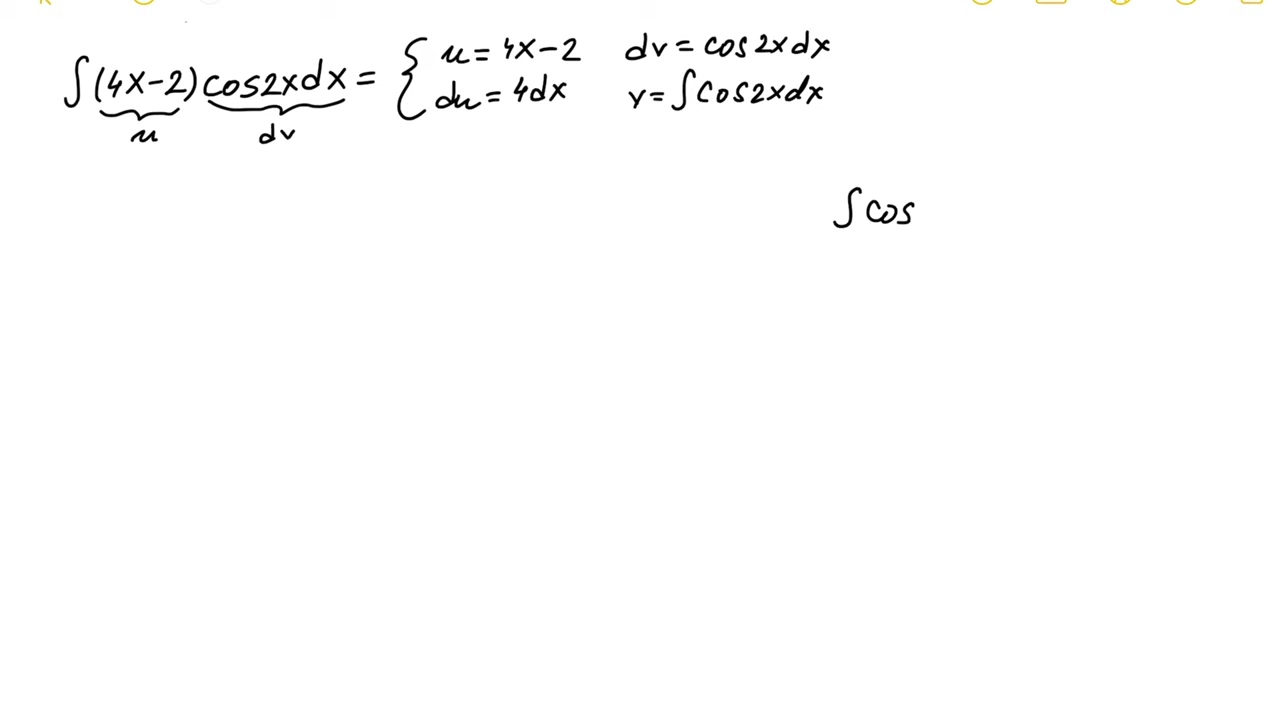 ∫(4x-2)cos2xdx = { u = 4x-2 dv = cos2xdx
du = 4dx v = ∫cos2xdx
u dv
∫cos